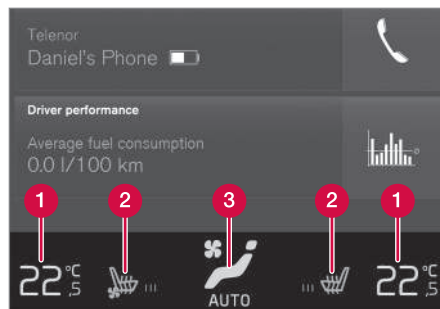 Telenor
Daniel's Phone
Driver performance
Average fuel consumption
0.0 l/100 km
1 2 3 2 1
22,5 °C 22,5 °C
AUTO